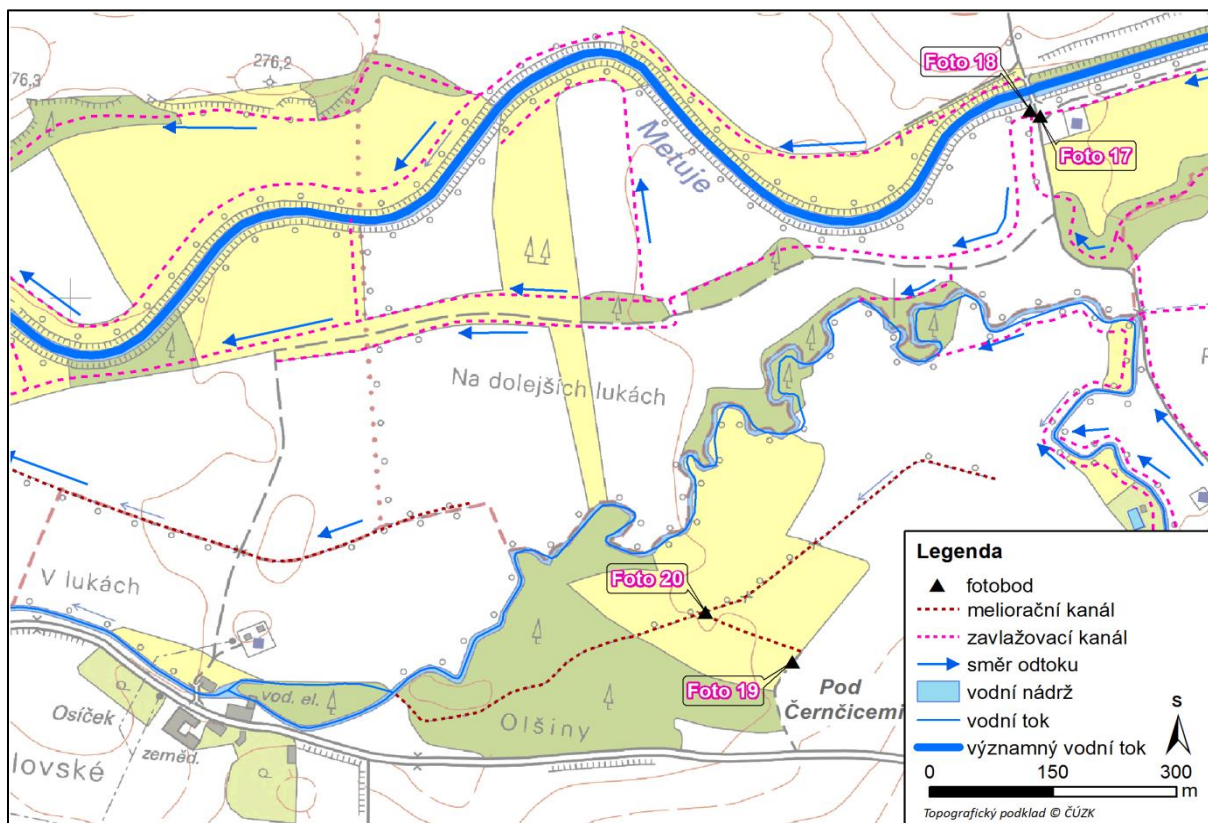 276,2
76,3
Foto 18
Foto 17
Metuje
Na dolejších lukách
V lukách
Foto 20
Foto 19
Pod
Černčicemi
vod. el.
Osíček
Olšiny
zeměd.
lovské
Legenda
fotobod
meliorační kanál
zavlažovací kanál
směr odtoku
vodní nádrž
vodní tok
významný vodní tok
S
0 150 300
m
Topografický podklad © ČÚZK